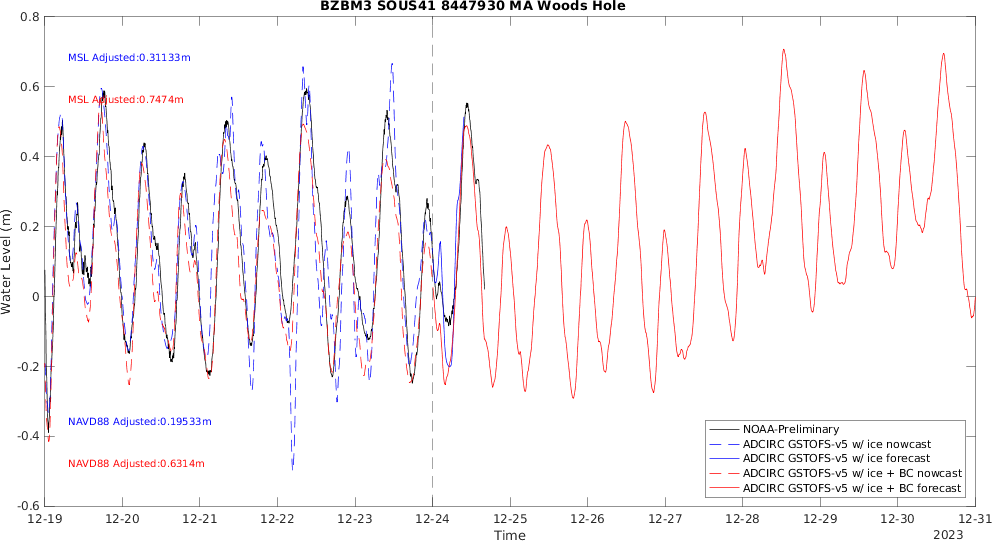 BZBM3 SOUS41 8447930 MA Woods Hole
0.8
0.6
0.4
0.2
0
-0.2
-0.4
-0.6
Water Level (m)
MSL Adjusted:0.31133m
MSL Adjusted:0.7474m
NAVD88 Adjusted:0.19533m
NAVD88 Adjusted:0.6314m
NOAA-Preliminary
ADCIRC GSTOFS-v5 w/ ice nowcast
ADCIRC GSTOFS-v5 w/ ice forecast
ADCIRC GSTOFS-v5 w/ ice + BC nowcast
ADCIRC GSTOFS-v5 w/ ice + BC forecast
12-19 12-20 12-21 12-22 12-23 12-24 12-25 12-26 12-27 12-28 12-29 12-30 12-31
Time
2023